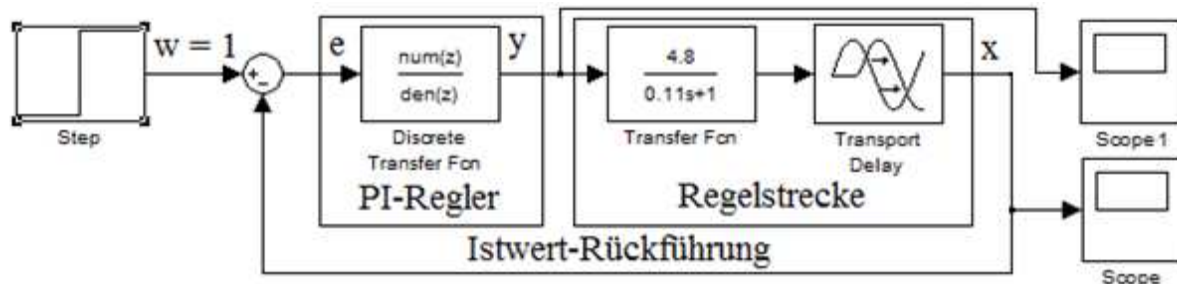 w = 1
Step
e
num(z)
den(z)
Discrete
Transfer Fcn
PI-Regler
y
4.8
0.11s+1
Transfer Fcn
Transport
Delay
Regelstrecke
x
Scope 1
Scope
Istwert-Rückführung